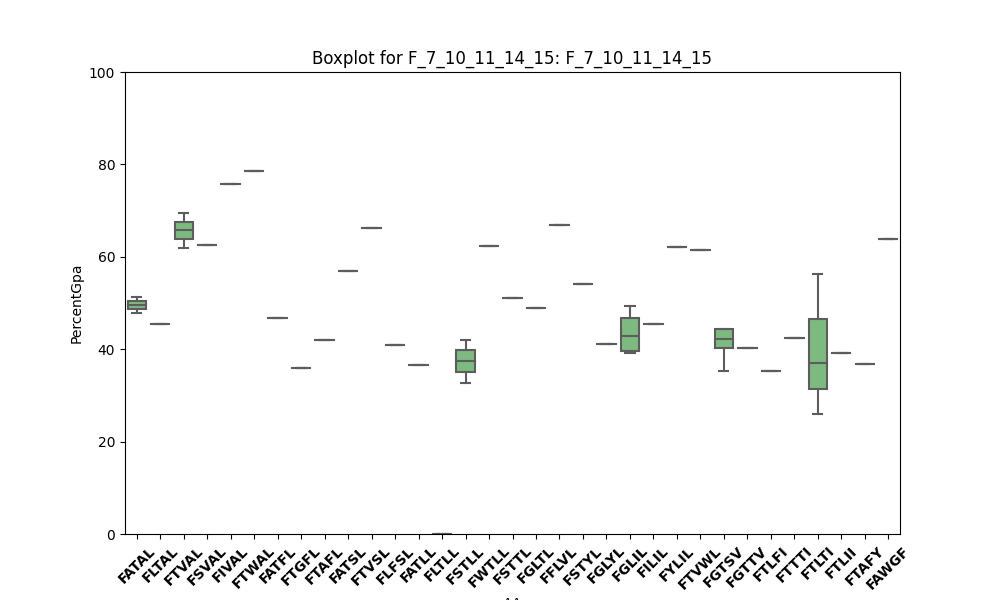 Boxplot for F_7_10_11_14_15: F_7_10_11_14_15
PercentGpa
100
80
60
40
20
0
FATAL
FLTAL
FTVAL
FSVAL
FIVAL
FTWAL
FATFL
FTGFL
FTAFL
FATSL
FTVSL
FLFSL
FATLL
FLTLL
FSTLL
FWTLL
FSTTL
FGLTL
FFLVL
FSTYL
FGLYL
FGLIL
FILIL
FYLIL
FTVWL
FGTSV
FGTTV
FTLFI
FTTTI
FTLTI
FTLII
FTAFY
FAWGF